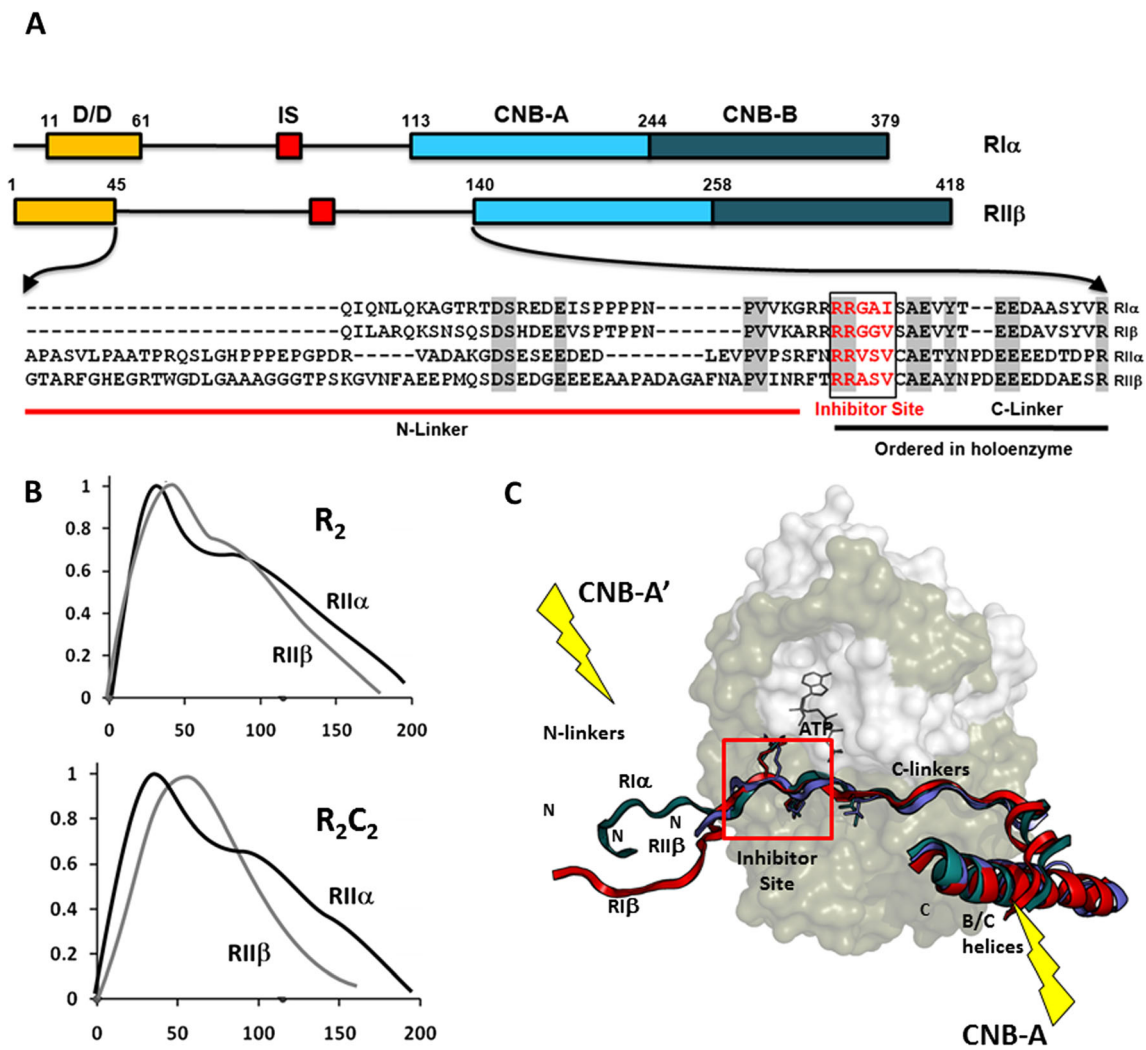 A
D/D
IS
CNB-A
CNB-B
11
61
113
244
379
RIα
1
45
140
258
418
RIIβ
------------------------------QIQNLQKAGTRTDSREDEISPPPPN-------PVVKGRRRRGAISAEVYT--EEDAASYVR RIα
------------------------------QILARQKSNSQSDSHDEEVSPTPPN-------PVVKARRRRGGVSAEVYT--EEDAVSYVR RIβ
APASVLPAATPRQSLGHPPPEPGPDR-----VADAKGDSESEEDED---------LEVPVPSRFNRRVSVCAETYNPDEEEEDTDPR RIIα
GTARFGHEGRTWGDLGAAAGGGTPSKGVNFAEEPMQSDSEDGEEEEAAPADAGAFNAPVINRFTRRASVCAEAYNPDEEEDDAESR RIIβ
N-Linker
Inhibitor Site
C-Linker
Ordered in holoenzyme
B
R2
1
0.8
0.6
0.4
0.2
0
RIIα
RIIβ
0 50 100 150 200
R2C2
1
0.8
0.6
0.4
0.2
0
RIIα
RIIβ
0 50 100 150 200
C
CNB-A’
N-linkers
ATP
C-linkers
RIα
N
N
N
RIIβ
Inhibitor
Site
RIβ
C
B/C
helices
CNB-A